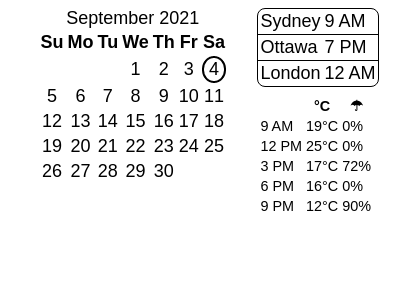 September 2021
Su Mo Tu We Th Fr Sa
1 2 3 4
5 6 7 8 9 10 11
12 13 14 15 16 17 18
19 20 21 22 23 24 25
26 27 28 29 30
Sydney 9 AM
Ottawa 7 PM
London 12 AM
°C ☂
9 AM 19°C 0%
12 PM 25°C 0%
3 PM 17°C 72%
6 PM 16°C 0%
9 PM 12°C 90%